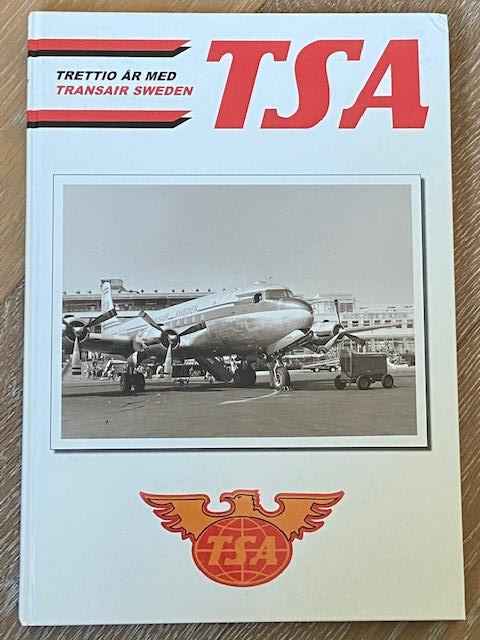 TRETTIO ÅR MED
TRANSAIR SWEDEN
TSA
TSA